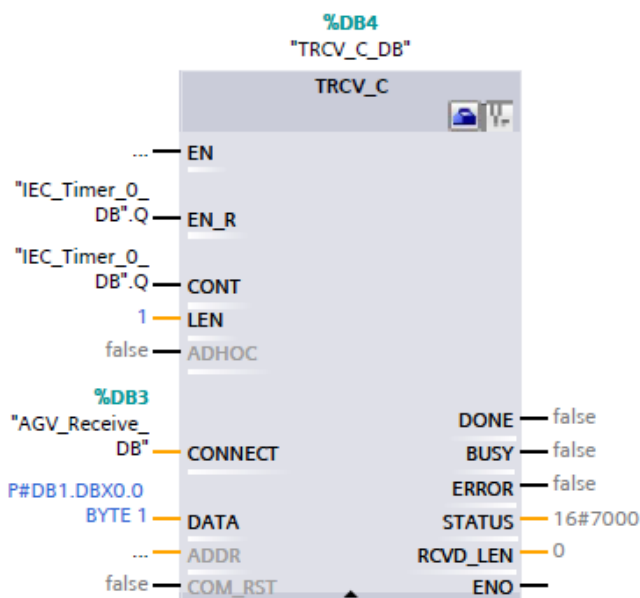 %DB4
"TRCV_C_DB"
TRCV_C
... EN
"IEC_Timer_0_
DB".Q EN_R
"IEC_Timer_0_
DB".Q CONT
1 LEN
false ADHOC
%DB3
"AGV_Receive_
DB" CONNECT
P#DB1.DBX0.0
BYTE 1 DATA
... ADDR
false COM_RST
DONE false
BUSY false
ERROR false
STATUS 16#7000
RCVD_LEN 0
ENO